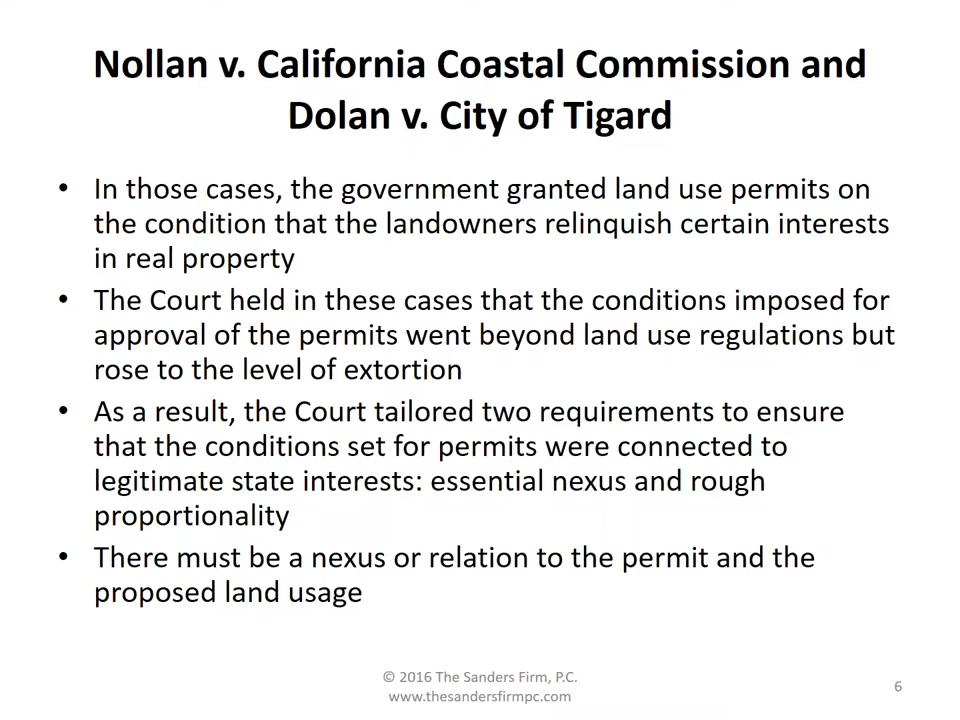 Nollan v. California Coastal Commission and
Dolan v. City of Tigard
• In those cases, the government granted land use permits on
the condition that the landowners relinquish certain interests
in real property
• The Court held in these cases that the conditions imposed for
approval of the permits went beyond land use regulations but
rose to the level of extortion
• As a result, the Court tailored two requirements to ensure
that the conditions set for permits were connected to
legitimate state interests: essential nexus and rough
proportionality
• There must be a nexus or relation to the permit and the
proposed land usage
© 2016 The Sanders Firm, P.C.
www.thesandersfirmpc.com
6